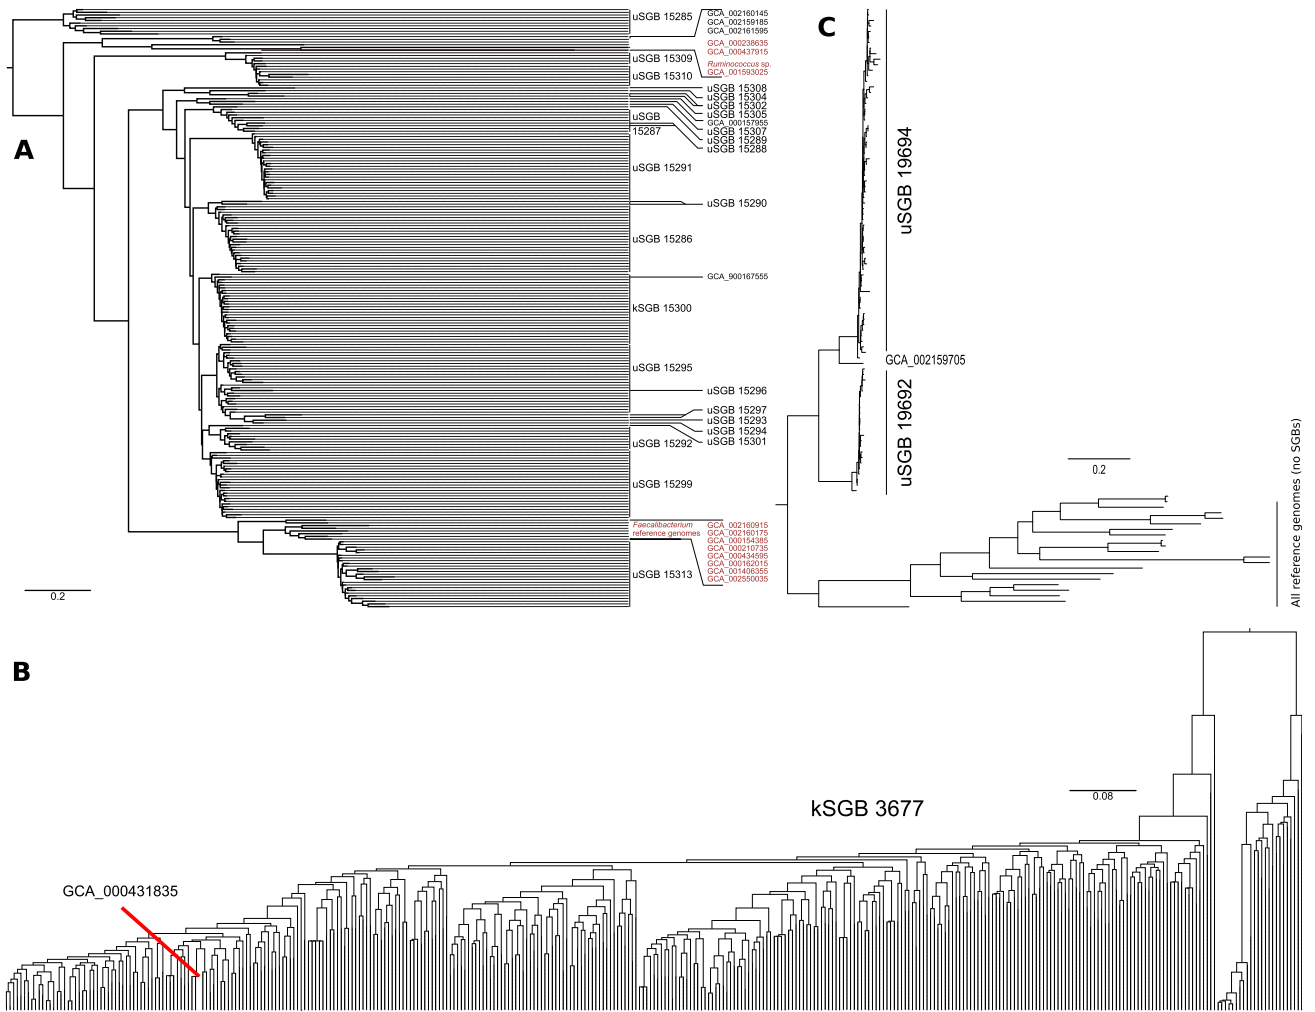 A
uSGB 15285
uSGB 15309
uSGB 15310
uSGB
15287
uSGB 15291
uSGB 15286
kSGB 15300
uSGB 15295
uSGB 15292
uSGB 15299
Faecalibacterium
reference genomes
uSGB 15313
GCA_002160145
GCA_002159185
GCA_002161595
GCA_000238635
GCA_000437915
Ruminococcus sp.
GCA_001593025
uSGB 15308
uSGB 15304
uSGB 15302
uSGB 15305
GCA_000157955
uSGB 15307
uSGB 15289
uSGB 15288
uSGB 15290
GCA_900167555
uSGB 15296
uSGB 15297
uSGB 15293
uSGB 15294
uSGB 15301
GCA_002160915
GCA_002160175
GCA_000154385
GCA_000210735
GCA_000434595
GCA_000162015
GCA_001406355
GCA_002550035
0.2
C
uSGB 19694
GCA_002159705
uSGB 19692
0.2
All reference genomes (no SGBs)
B
kSGB 3677
0.08
GCA_000431835